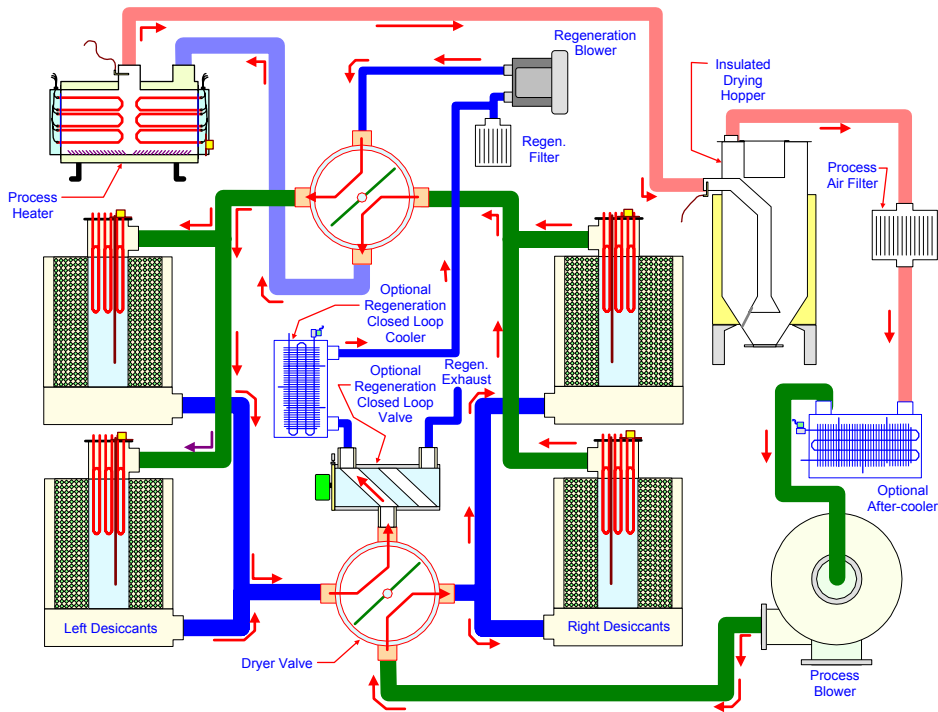 Regeneration
Blower
Insulated
Drying
Hopper
Regen.
Filter
Process
Air Filter
Process
Heater
Optional
Regeneration
Closed Loop
Cooler
Regen.
Exhaust
Optional
Regeneration
Closed Loop
Valve
Optional
After-cooler
Left Desiccants
Right Desiccants
Dryer Valve
Process
Blower